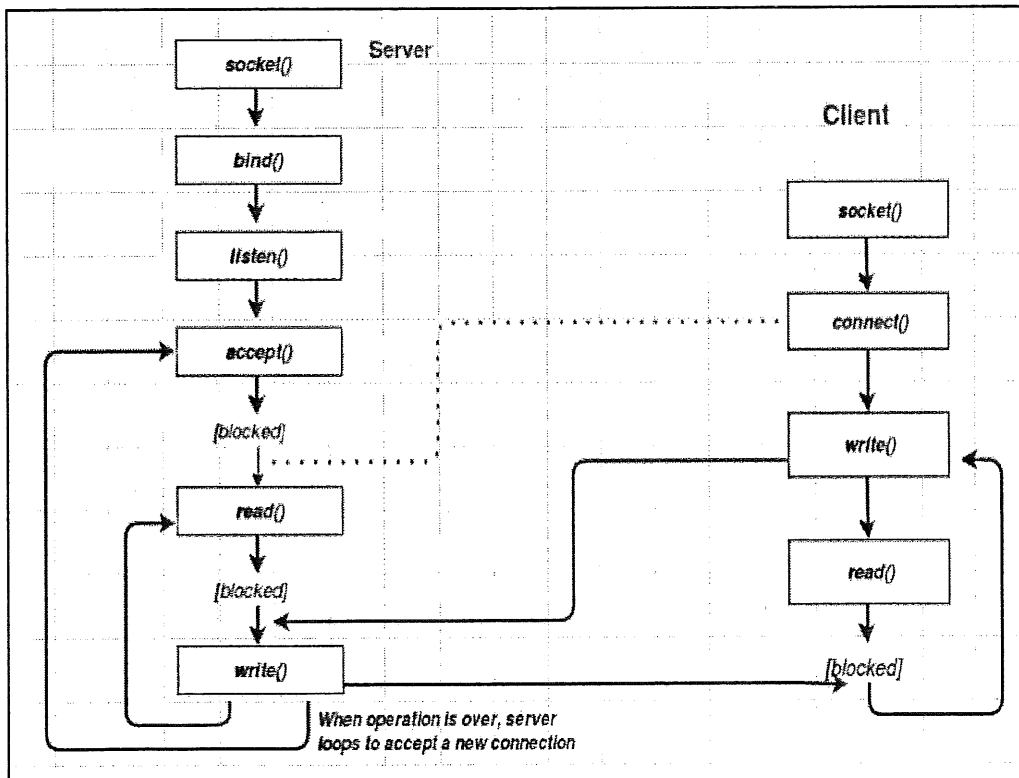 Server
socket()
bind()
listen()
accept()
[blocked]
read()
[blocked]
write()
When operation is over, server
loops to accept a new connection
Client
socket()
connect()
write()
read()
[blocked]